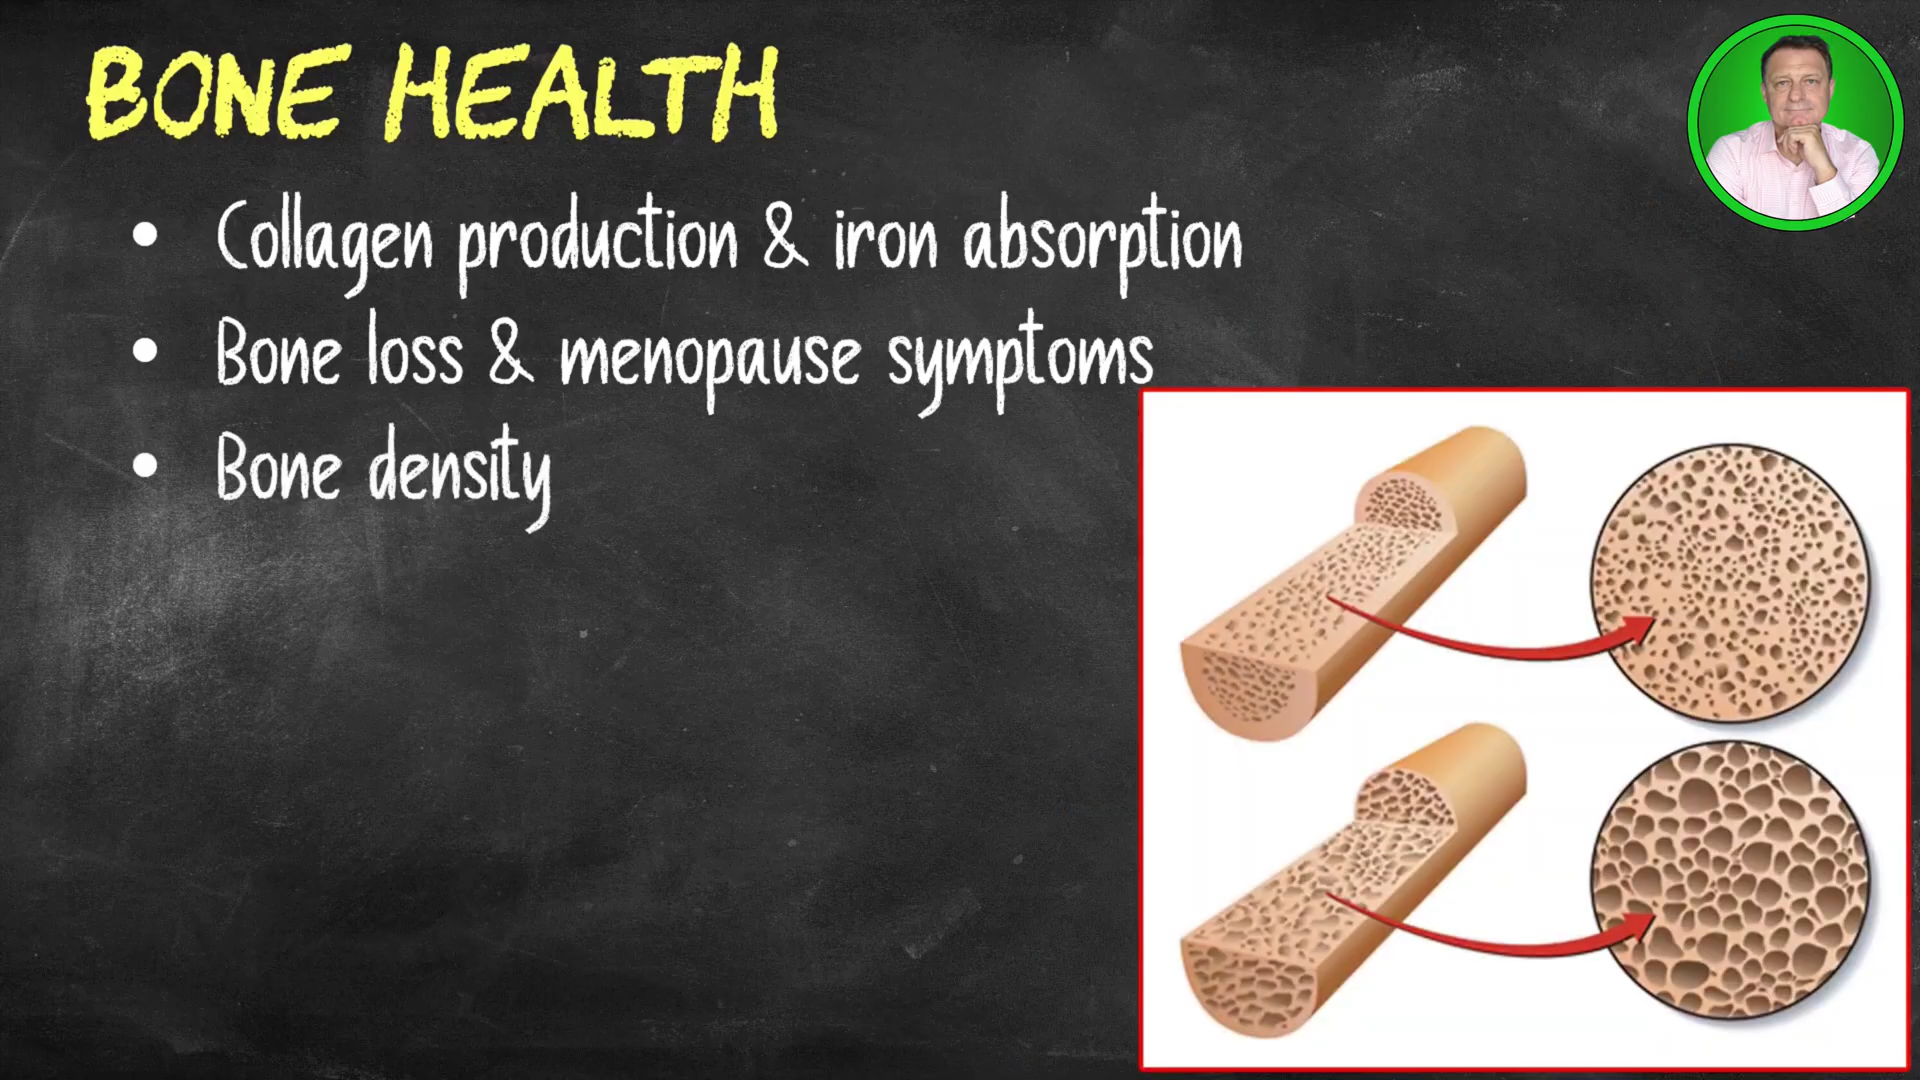 BONE HEALTH
• Collagen production & iron absorption
• Bone loss & menopause symptoms
• Bone density